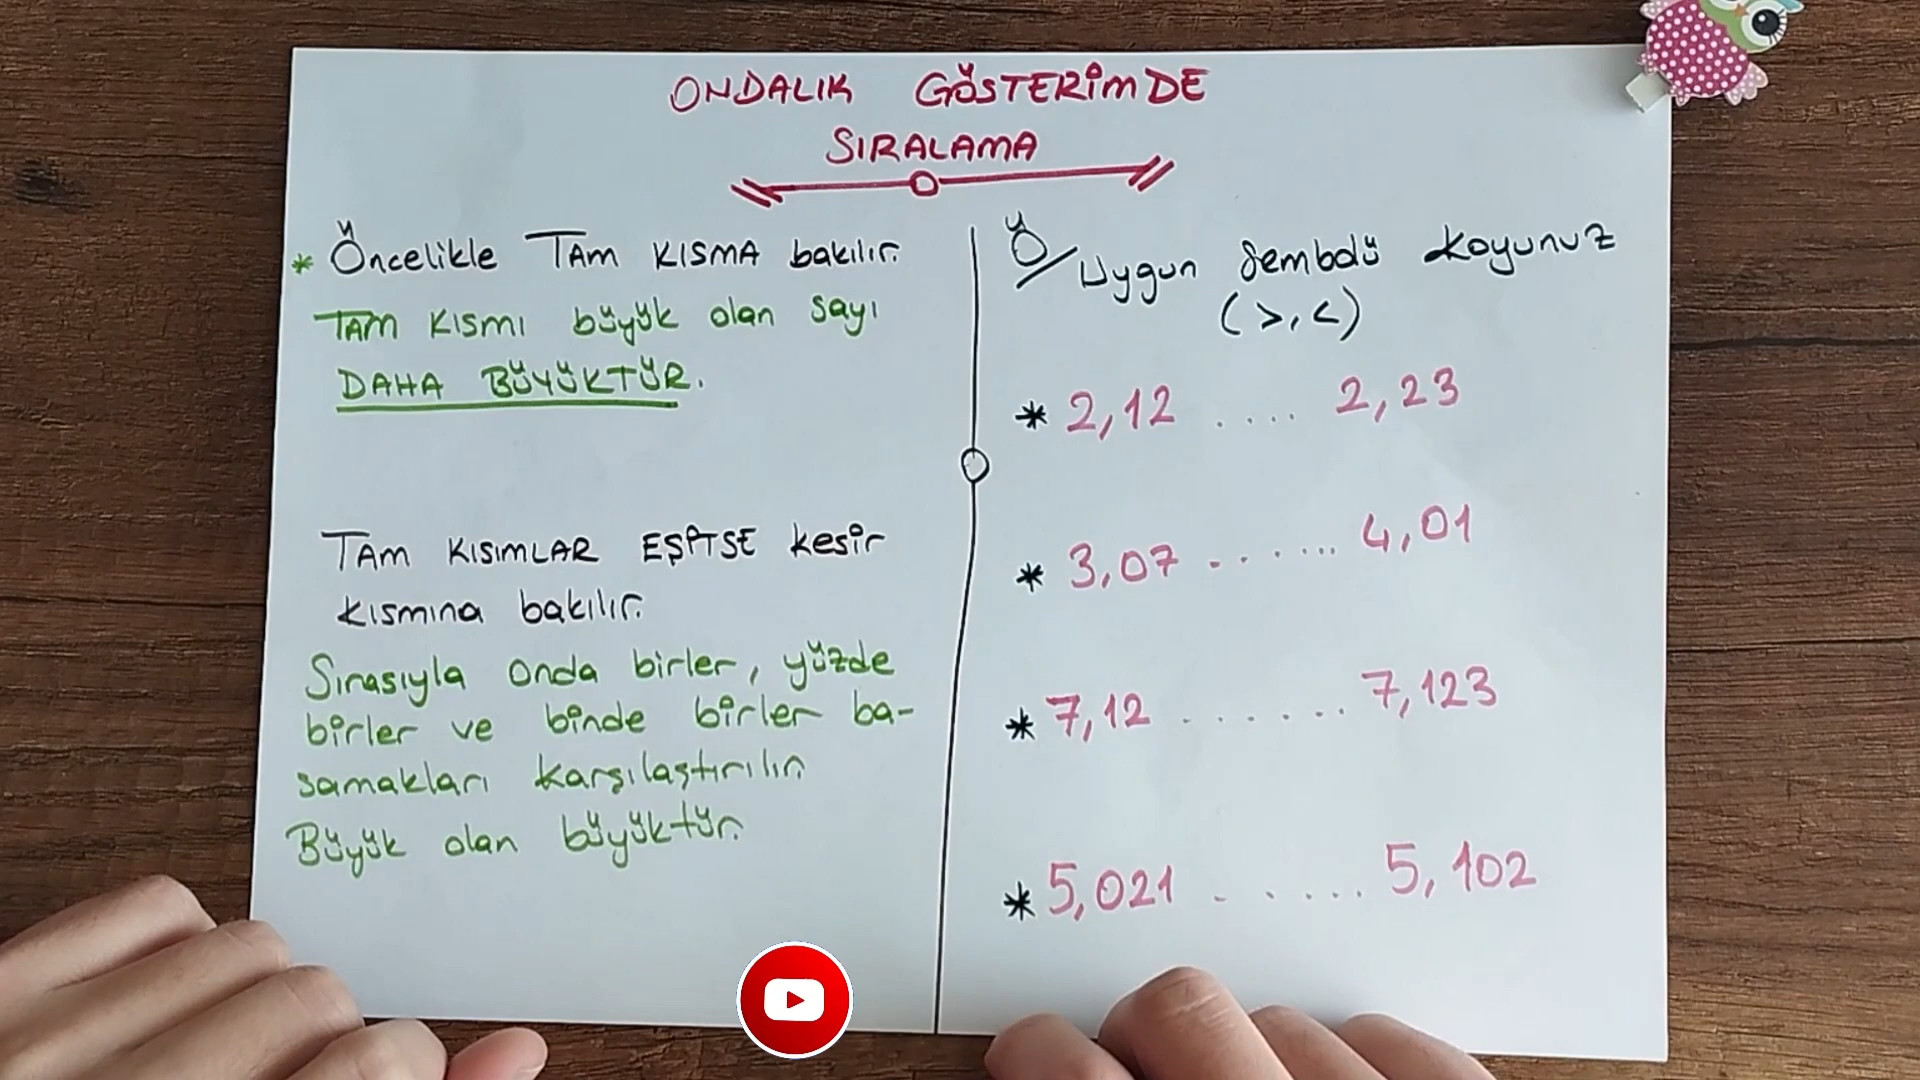 ONDALIK GÖSTERİMDE
SIRALAMA
* Öncelikle TAM KISMA bakılır.
TAM KISMI büyük olan sayı
DAHA BÜYÜKTÜR.
TAM KISIMLAR EŞİTSE kesir
kısmına bakılır.
Sırasıyla onda birler, yüzde
birler ve binde birler ba-
samakları karşılaştırılır.
Büyük olan büyüktür.
Ö/ Uygun sembolü koyunuz
(>,<)
* 2,12 .... 2,23
* 3,07 ....... 4,01
* 7,12 ....... 7,123
* 5,021 ...... 5,102